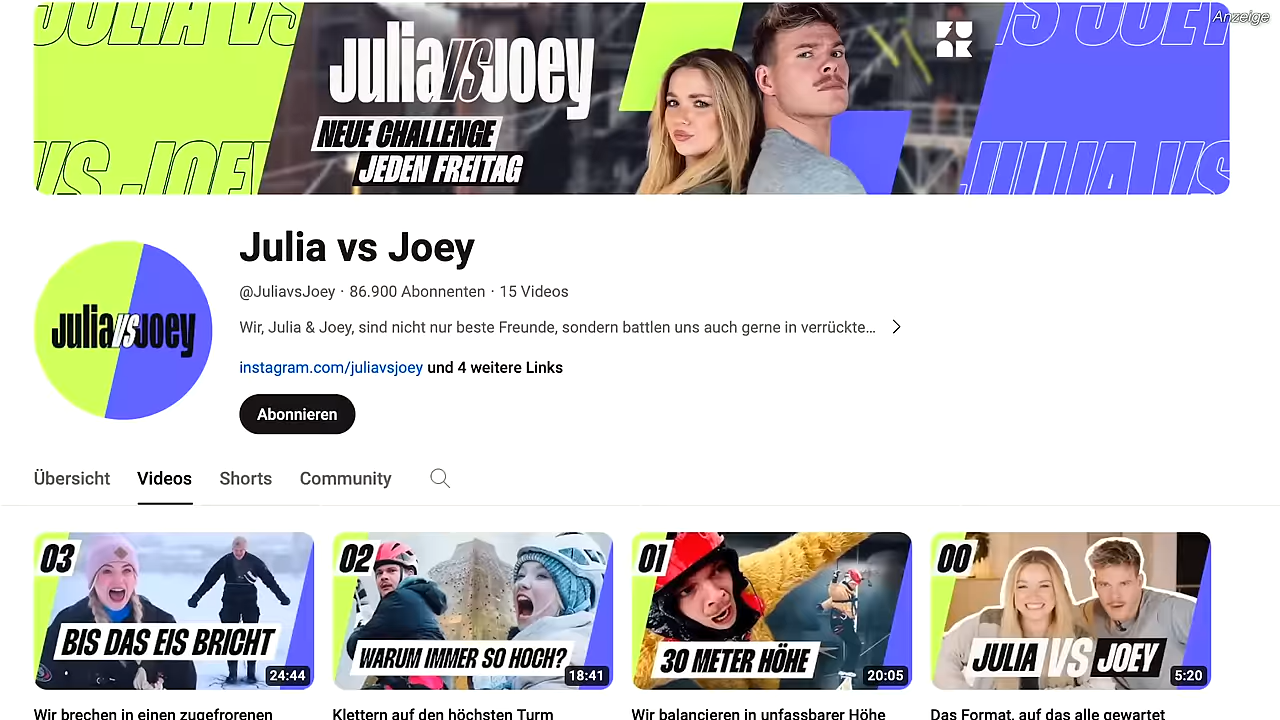 Anzeige
JULIA VS
VS JOEY
Julia vs Joey
NEUE CHALLENGE
JEDEN FREITAG
FUNK
VS JOEY
JULIA VS
Julia vs Joey
Julia vs Joey
@JuliavsJoey · 86.900 Abonnenten · 15 Videos
Wir, Julia & Joey, sind nicht nur beste Freunde, sondern battlen uns auch gerne in verrückte...
instagram.com/juliavsjoey und 4 weitere Links
Abonnieren
Übersicht Videos Shorts Community
03
BIS DAS EIS BRICHT
24:44
02
WARUM IMMER SO HOCH?
18:41
01
30 METER HÖHE
20:05
00
JULIA VS JOEY
5:20
Wir brechen in einen zugefrorenen
Klettern auf den höchsten Turm
Wir balancieren in unfassbarer Höhe
Das Format, auf das alle gewartet